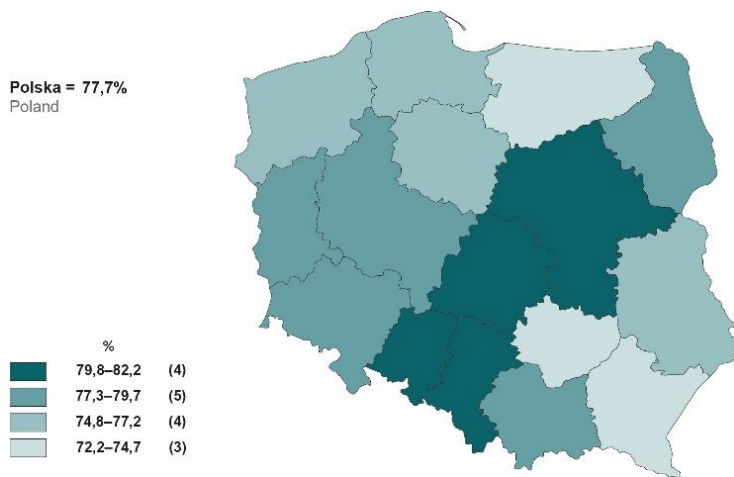 Polska = 77,7%
Poland
%
79,8–82,2 (4)
77,3–79,7 (5)
74,8–77,2 (4)
72,2–74,7 (3)